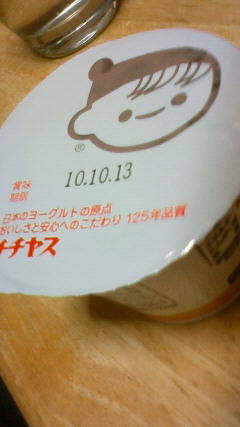 ®
10.10.13
賞味
期限
日本のヨーグルトの原点
おいしさと安心へのこだわり 125年品質
チチヤス